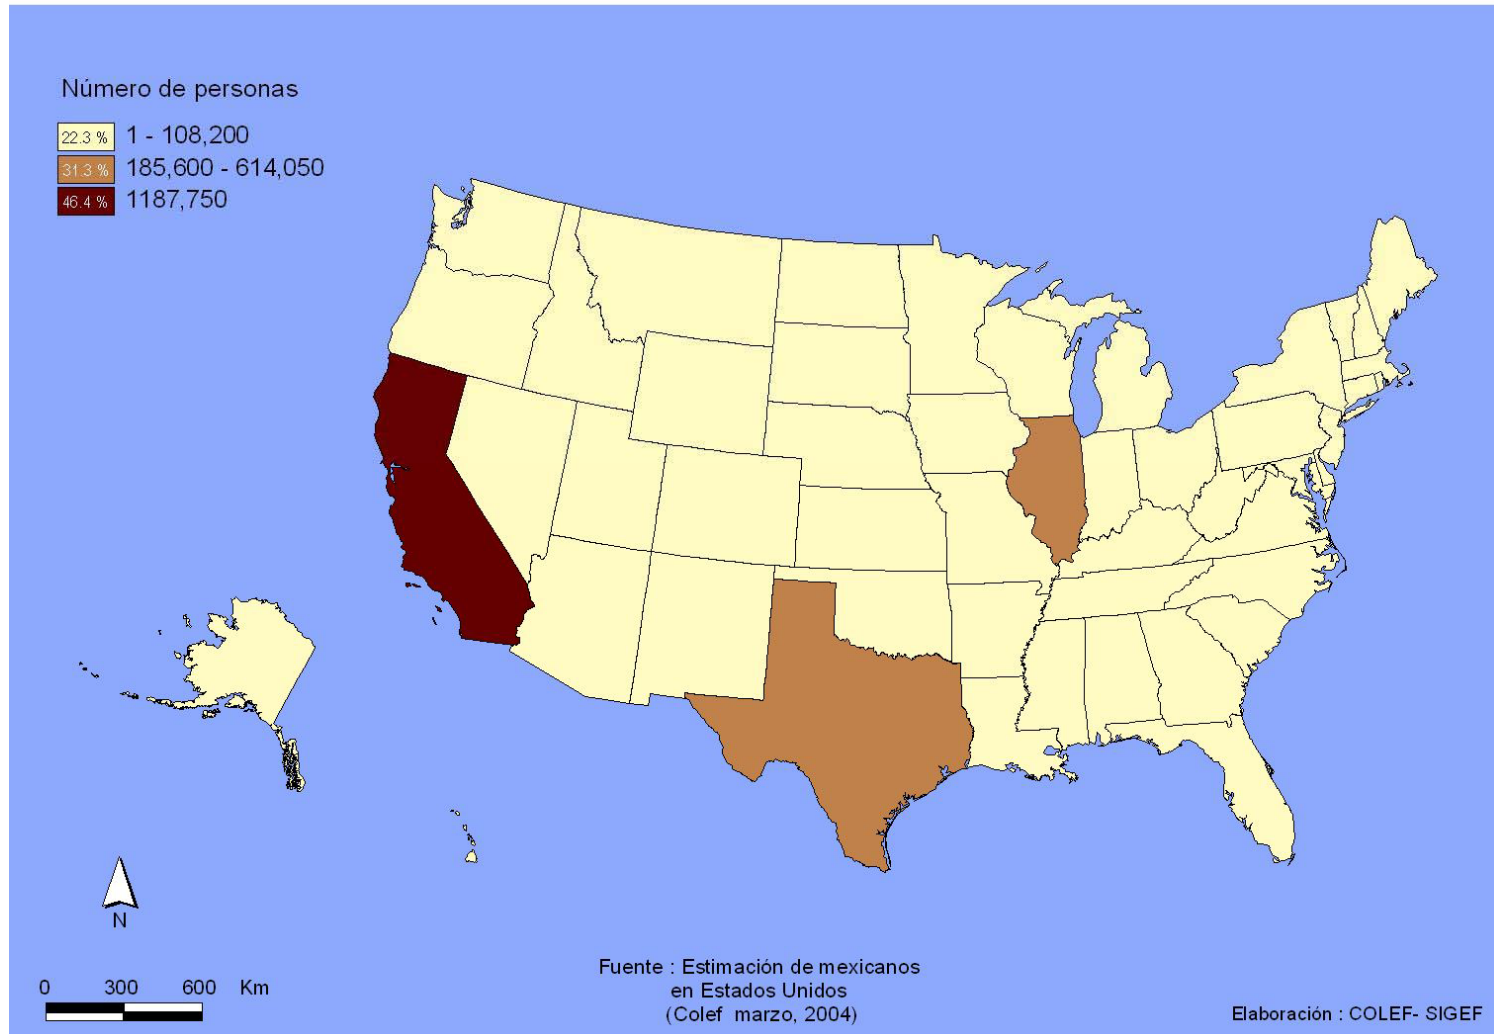 Número de personas
22.3 % 1 - 108,200
31.3 % 185,600 - 614,050
46.4 % 1187,750
N
0 300 600 Km
Fuente : Estimación de mexicanos
en Estados Unidos
(Colef marzo, 2004)
Elaboración : COLEF- SIGEF